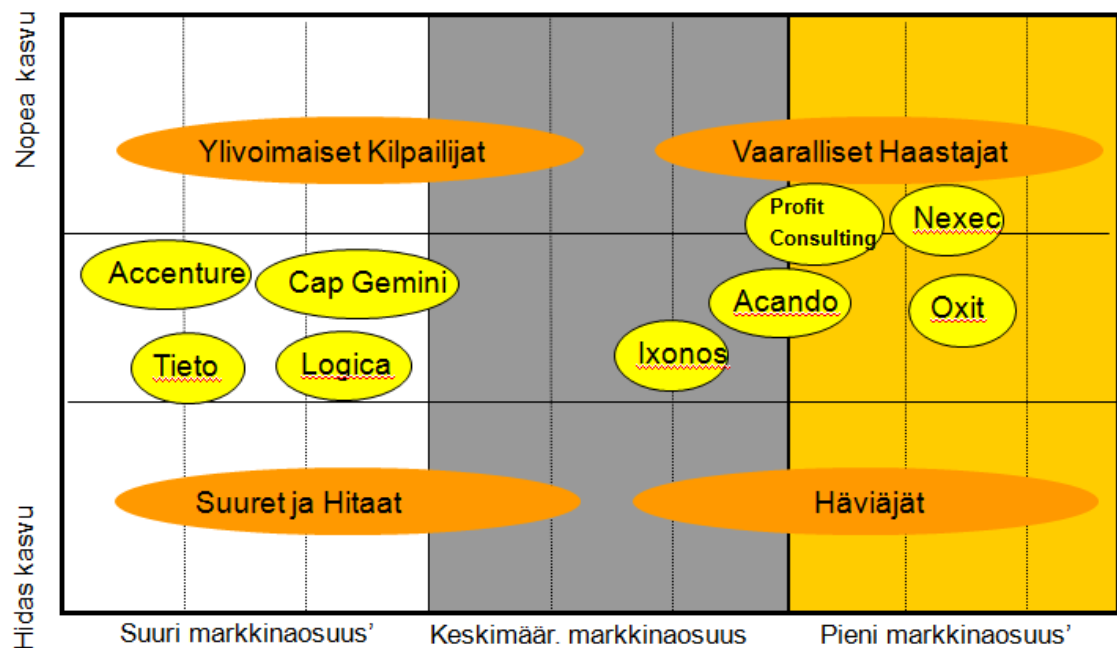 Nopea kasvu
Ylivoimaiset Kilpailijat
Vaaralliset Haastajat
Profit
Consulting
Nexec
Accenture
Cap Gemini
Acando
Oxit
Tieto
Logica
Ixonos
Suuret ja Hitaat
Häviäjät
Hidas kasvu
Suuri markkinaosuus’
Keskimäär. markkinaosuus
Pieni markkinaosuus’